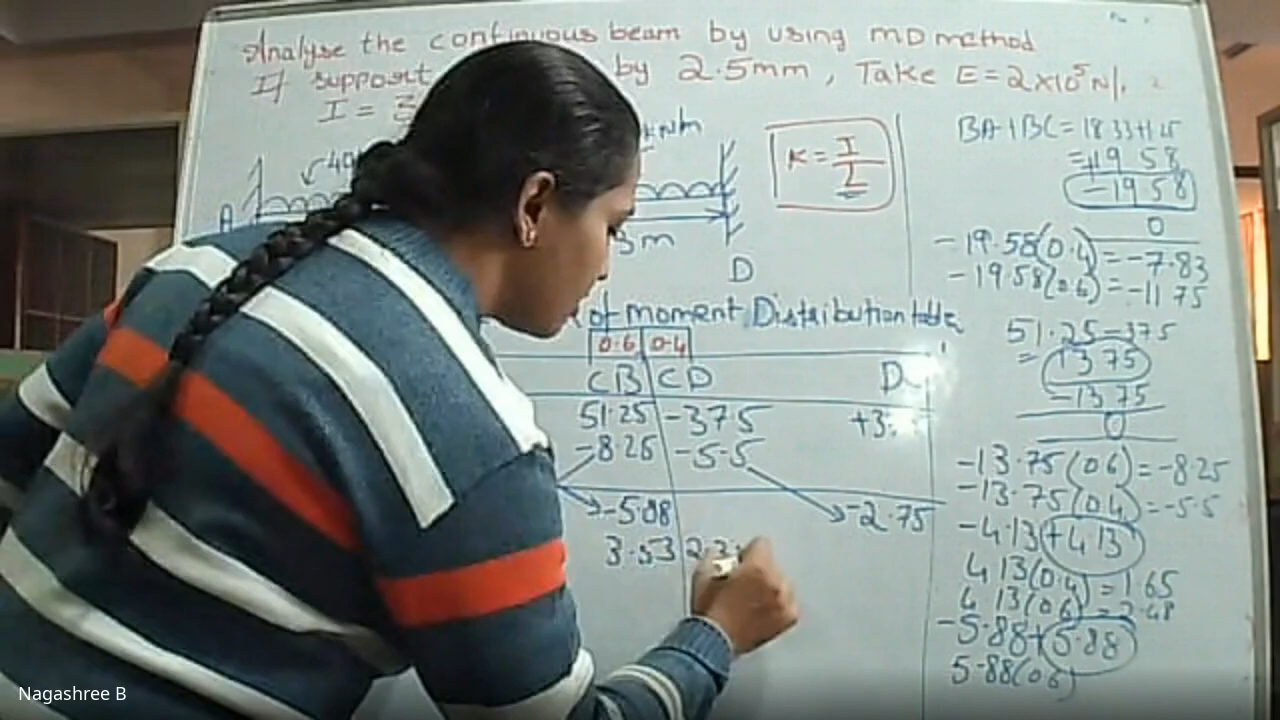 Analyse the continuous beam by using MD method
If support by 2.5mm, Take E = 2x10⁵ N/
I =
kN/m
40
K = I/L
A
3m
D
of moment Distribution table
0.6 0.4
CB CD D
51.25 -37.5 +3
-8.25 -5.5
-5.88 -2.75
3.53 2.3
BA+BC = 18.33+1.25
= +19.58
-19.58
0
-19.58(0.4) = -7.83
-19.58(0.6) = -11.75
51.25-37.5
= 13.75
-13.75
0
-13.75(0.6) = -8.25
-13.75(0.4) = -5.5
-4.13+4.13
4.13(0.4) = 1.65
4.13(0.6) = 2.48
-5.88+5.88
5.88(0.6)
Nagashree B